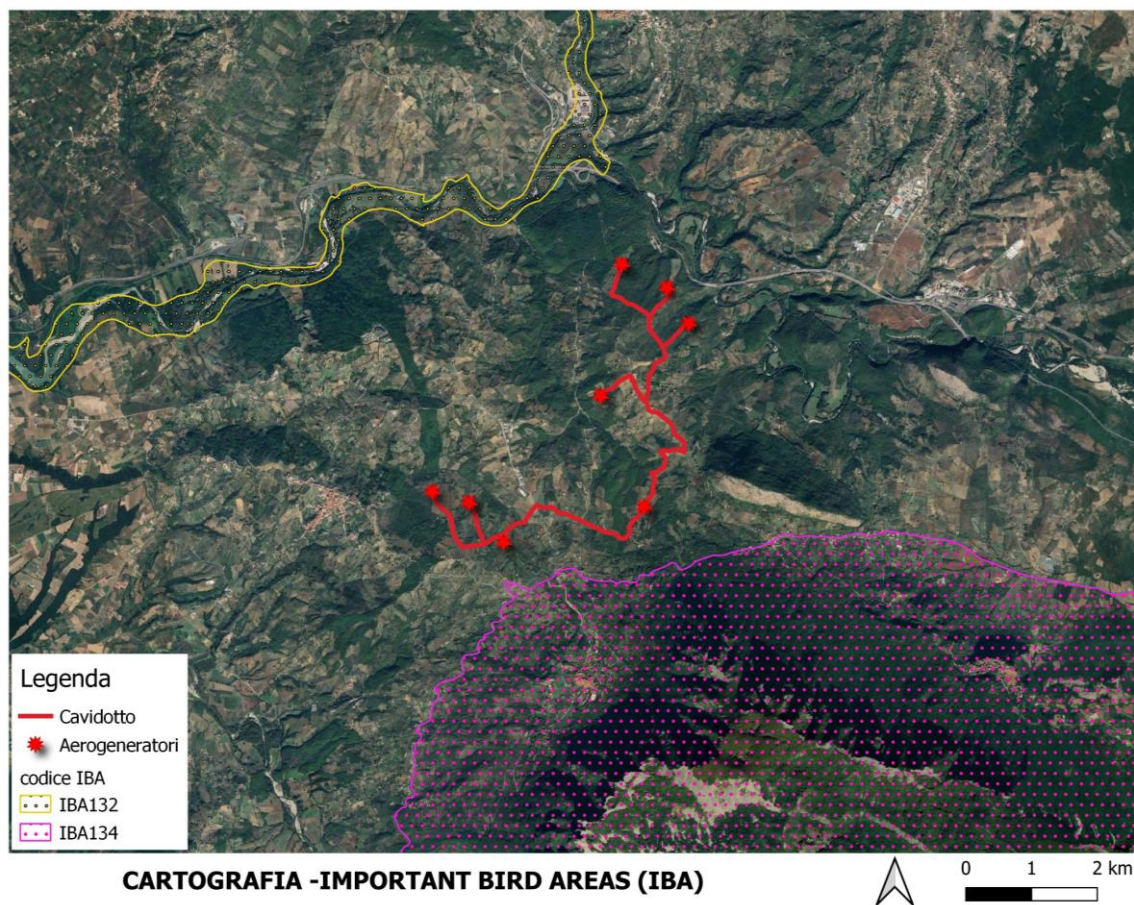 Legenda
Cavidotto
Aerogeneratori
codice IBA
IBA132
IBA134
CARTOGRAFIA -IMPORTANT BIRD AREAS (IBA)
0 1 2 km